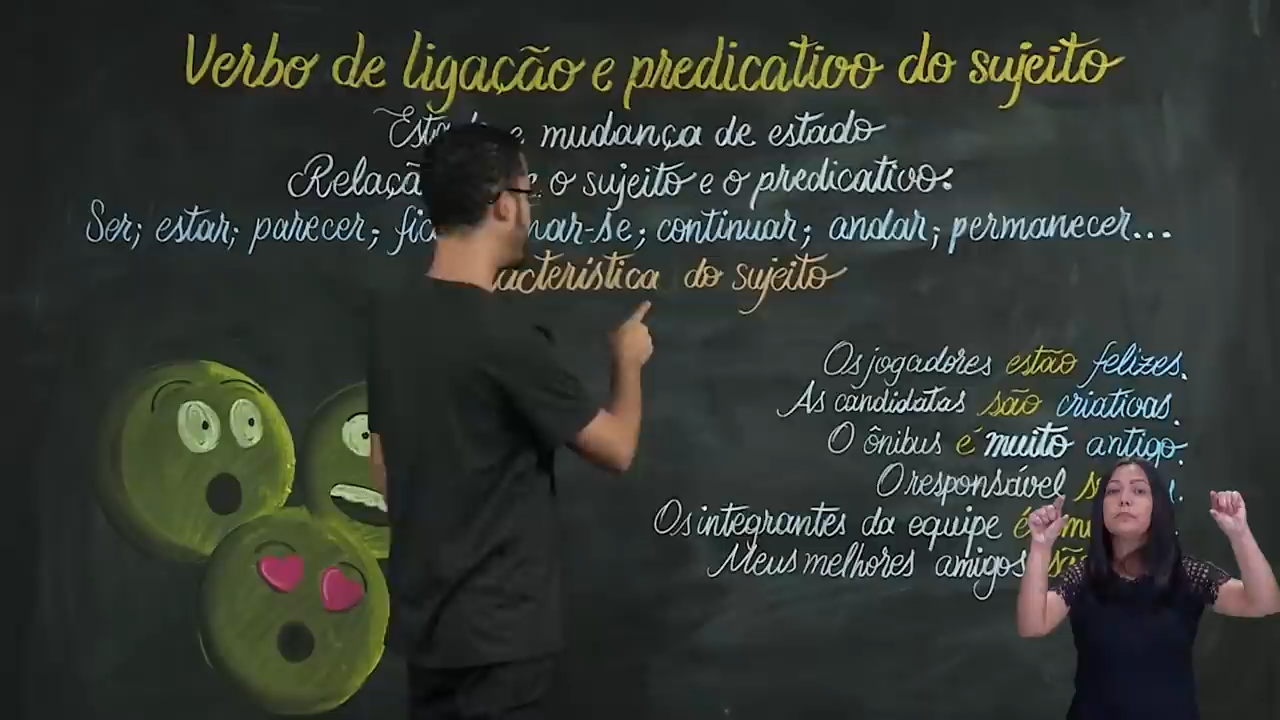 Verbo de ligação e predicativo do sujeito
e mudança de estado
o sujeito e o predicativo:
Ser; estar; parecer; continuar; andar; permanecer...
do sujeito
Os jogadores estão felizes.
As candidatas são criativas.
O ônibus é muito antigo.
O responsável
Os integrantes da equipe
Meus melhores amigos